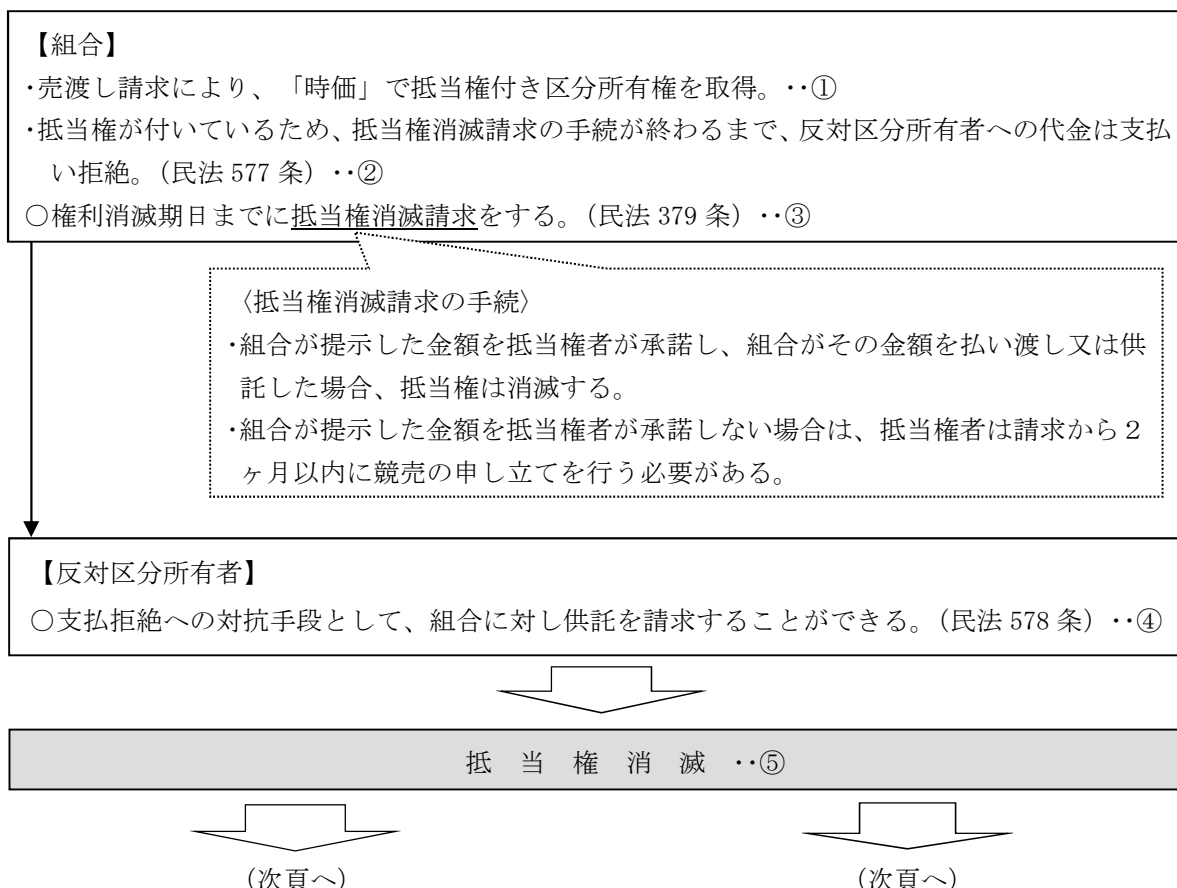 【組合】
・売渡し請求により、「時価」で抵当権付き区分所有権を取得。‥①
・抵当権が付いているため、抵当権消滅請求の手続が終わるまで、反対区分所有者への代金は支払
い拒絶。（民法 577 条）‥②
○権利消滅期日までに抵当権消滅請求をする。（民法 379 条）‥③
〈抵当権消滅請求の手続〉
・組合が提示した金額を抵当権者が承諾し、組合がその金額を払い渡し又は供
託した場合、抵当権は消滅する。
・組合が提示した金額を抵当権者が承諾しない場合は、抵当権者は請求から２
ヶ月以内に競売の申し立てを行う必要がある。
【反対区分所有者】
○支払拒絶への対抗手段として、組合に対し供託を請求することができる。（民法 578 条）‥④
抵 当 権 消 滅 ‥⑤
（次頁へ）
（次頁へ）